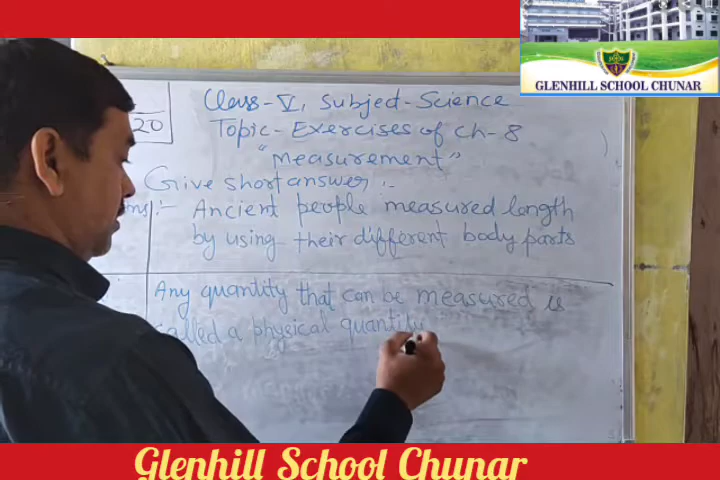 GLENHILL SCHOOL CHUNAR
20
Class-V, Subject-Science
Topic-Exercises of Ch-8
"Measurement"
Give short answer :-
Ans):- Ancient people measured length
by using their different body parts
Any quantity that can be measured is
called a physical quantity
Glenhill School Chunar